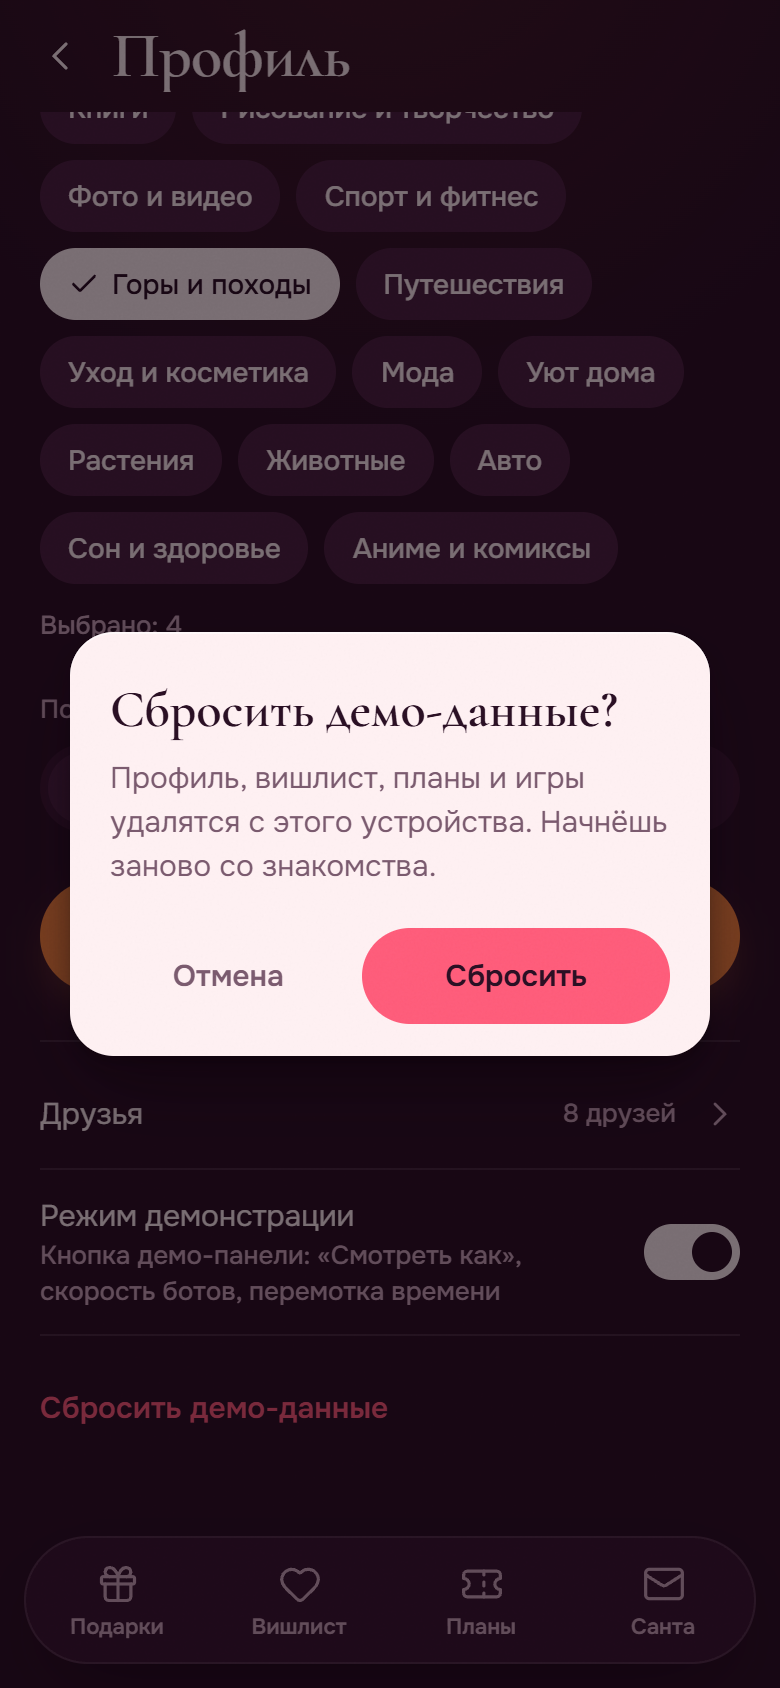 Профиль
Книги
Рисование и творчество
Фото и видео
Спорт и фитнес
Горы и походы
Путешествия
Уход и косметика
Мода
Уют дома
Растения
Животные
Авто
Сон и здоровье
Аниме и комиксы
Выбрано: 4
Сбросить демо-данные?
Профиль, вишлист, планы и игры
удалятся с этого устройства. Начнёшь
заново со знакомства.
Отмена
Сбросить
Друзья
8 друзей
Режим демонстрации
Кнопка демо-панели: «Смотреть как»,
скорость ботов, перемотка времени
Сбросить демо-данные
Подарки
Вишлист
Планы
Санта